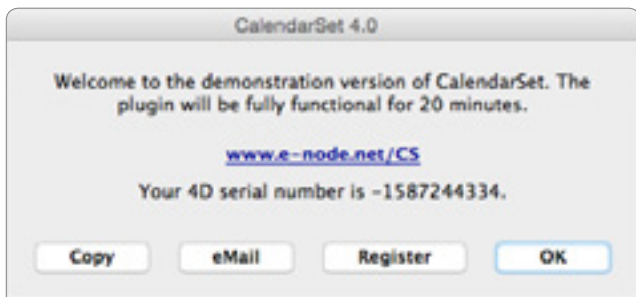 CalendarSet 4.0
Welcome to the demonstration version of CalendarSet. The
plugin will be fully functional for 20 minutes.
www.e-node.net/CS
Your 4D serial number is -1587244334.
Copy eMail Register OK